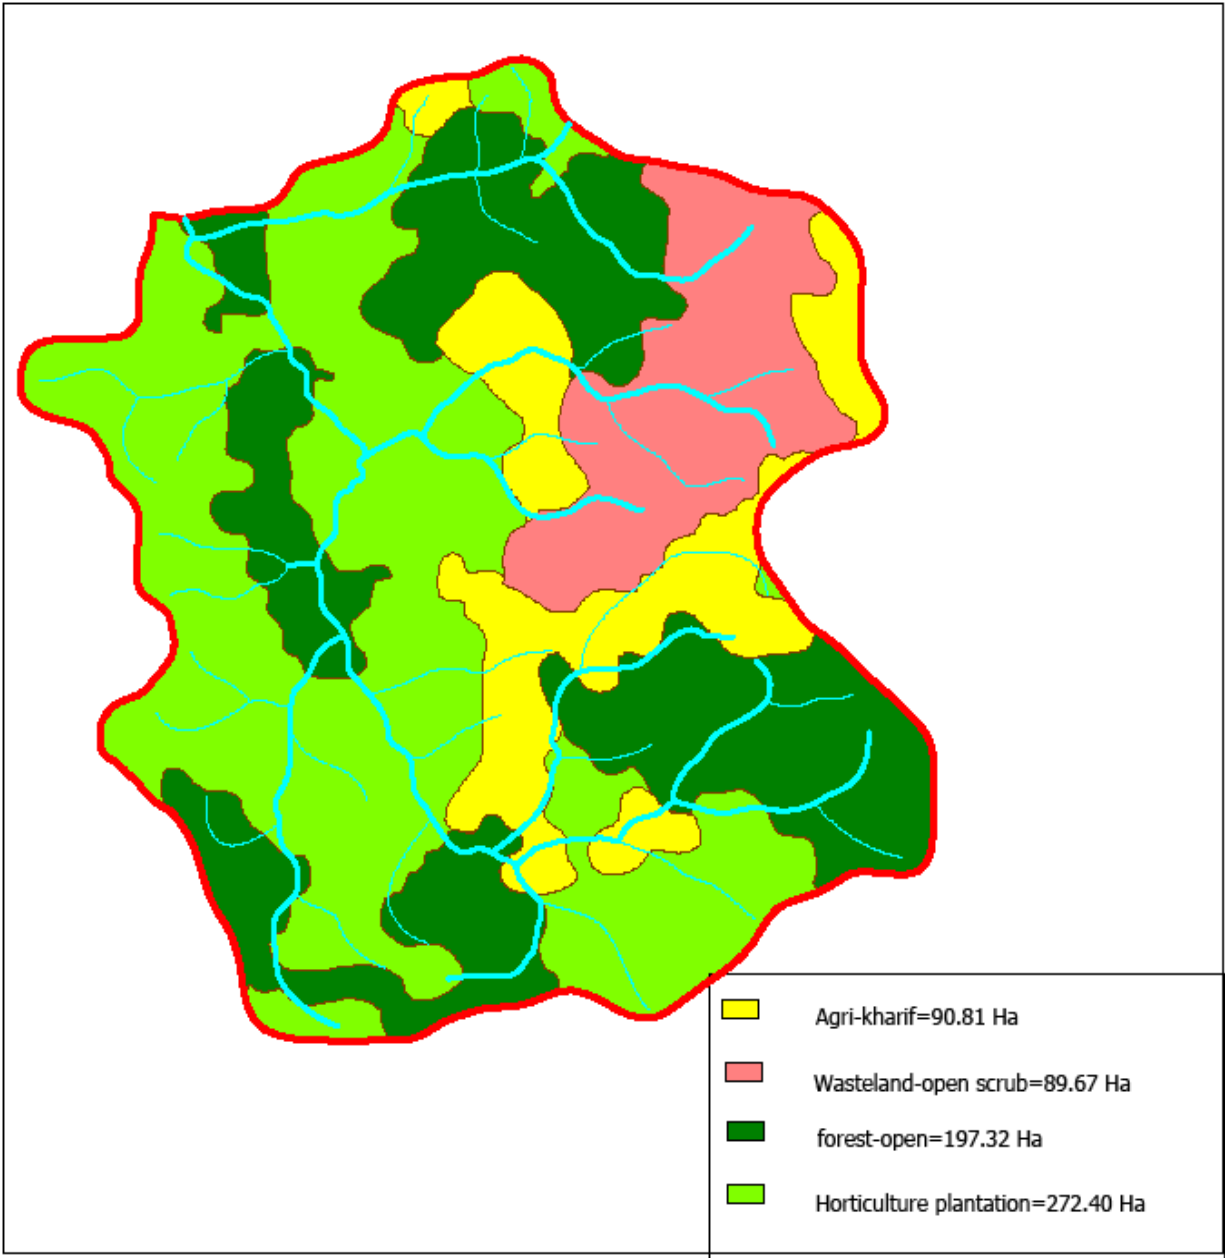 Agri-kharif=90.81 Ha
Wasteland-open scrub=89.67 Ha
forest-open=197.32 Ha
Horticulture plantation=272.40 Ha